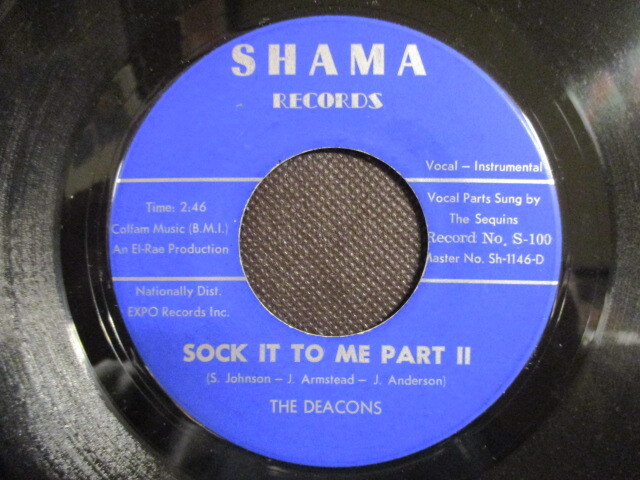 SHAMA
RECORDS
Vocal – Instrumental
Time: 2:46
Collam Music (B.M.I.)
An El-Rae Production
Vocal Parts Sung by
The Sequins
Record No. S-100
Master No. Sh-1146-D
Nationally Dist.
EXPO Records Inc.
SOCK IT TO ME PART II
(S. Johnson – J. Armstead – J. Anderson)
THE DEACONS